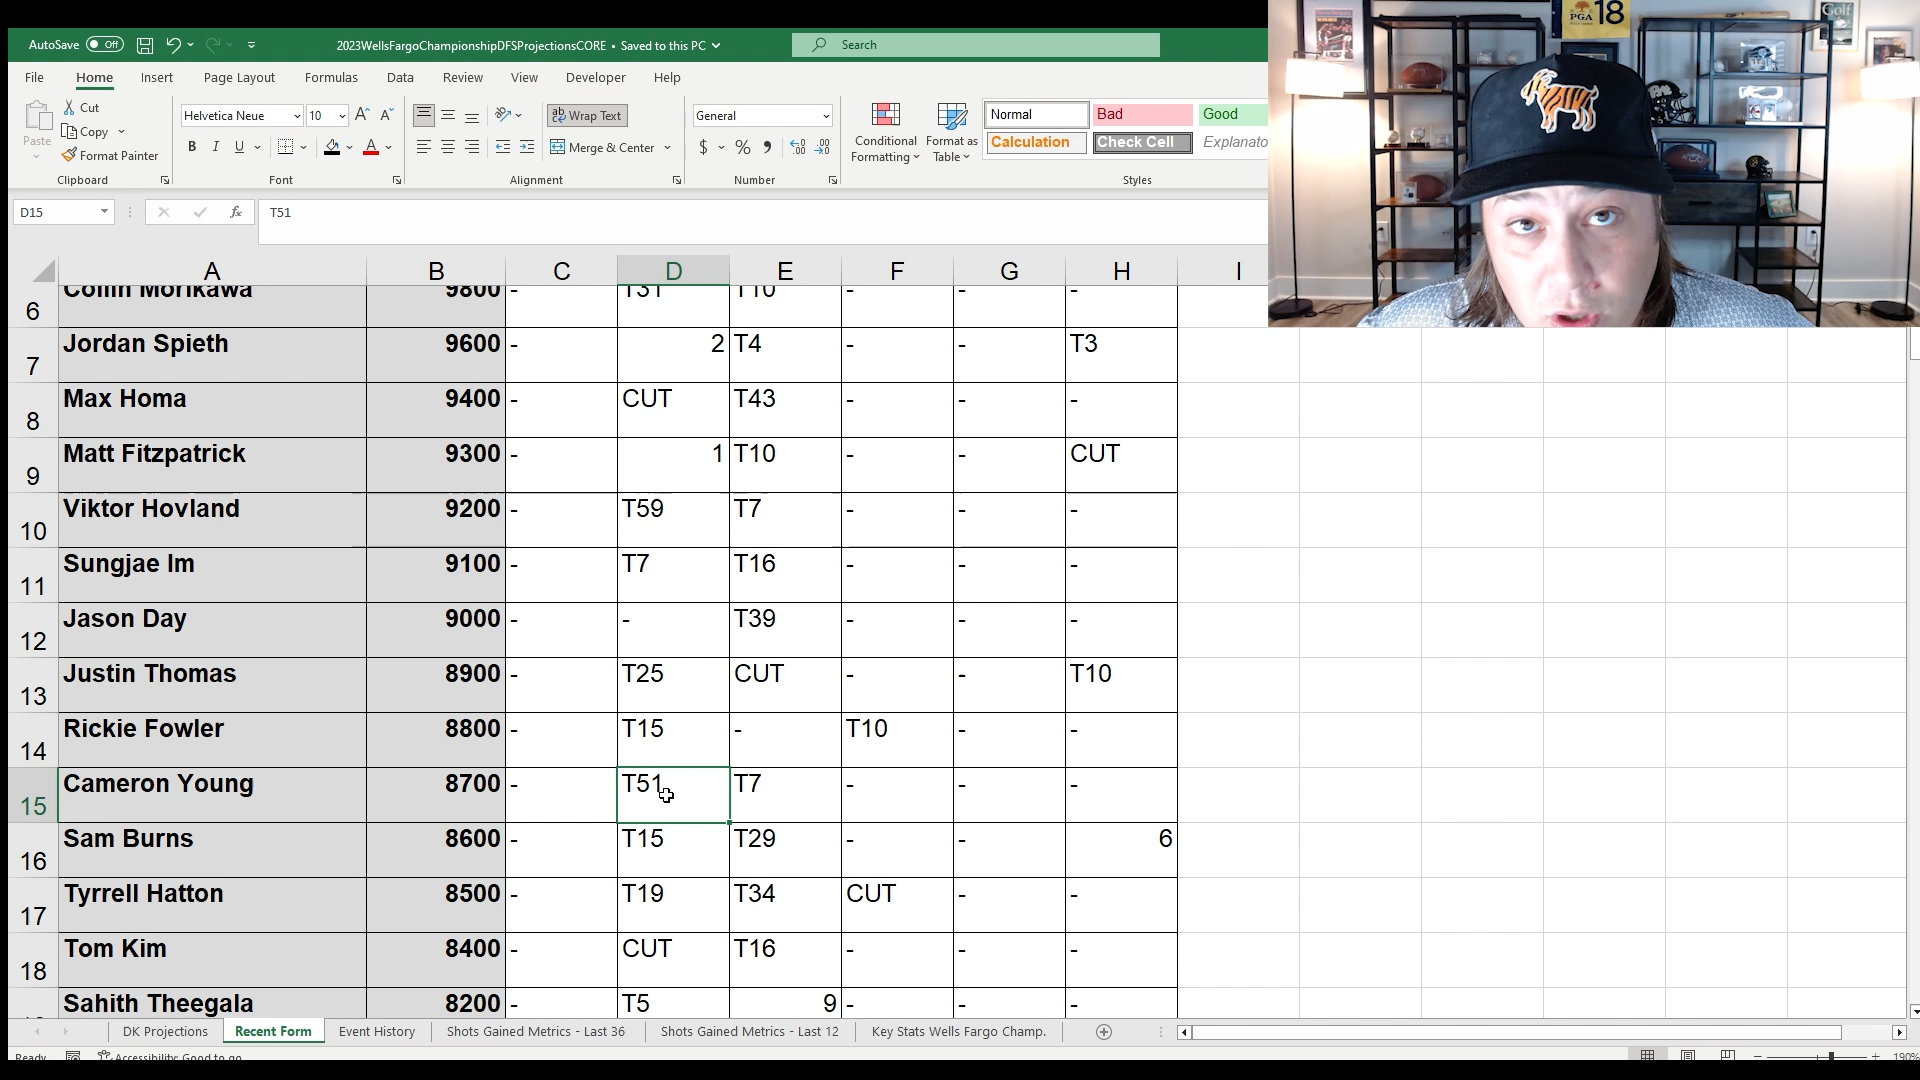 AutoSave Off 2023WellsFargoChampionshipDFSProjectionsCORE • Saved to this PC Search
File Home Insert Page Layout Formulas Data Review View Developer Help
Cut
Copy
Format Painter
Paste
Clipboard
Helvetica Neue 10
B I U
Font
ab Wrap Text
Merge & Center
Alignment
General
$ % ,
Number
Conditional Formatting
Format as Table
Normal Bad Good
Calculation Check Cell Explanato
Styles
PGA 18
Golf
D15 fx T51
A B C D E F G H I
6 Collin Morikawa 9800 - T31 T10 - - -
7 Jordan Spieth 9600 - 2 T4 - - T3
8 Max Homa 9400 - CUT T43 - - -
9 Matt Fitzpatrick 9300 - 1 T10 - - CUT
10 Viktor Hovland 9200 - T59 T7 - - -
11 Sungjae Im 9100 - T7 T16 - - -
12 Jason Day 9000 - - T39 - - -
13 Justin Thomas 8900 - T25 CUT - - T10
14 Rickie Fowler 8800 - T15 - T10 - -
15 Cameron Young 8700 - T51 T7 - - -
16 Sam Burns 8600 - T15 T29 - - 6
17 Tyrrell Hatton 8500 - T19 T34 CUT - -
18 Tom Kim 8400 - CUT T16 - - -
Sahith Theegala 8200 - T5 9 - - -
DK Projections Recent Form Event History Shots Gained Metrics - Last 36 Shots Gained Metrics - Last 12 Key Stats Wells Fargo Champ.
Ready Accessibility: Good to go 190%